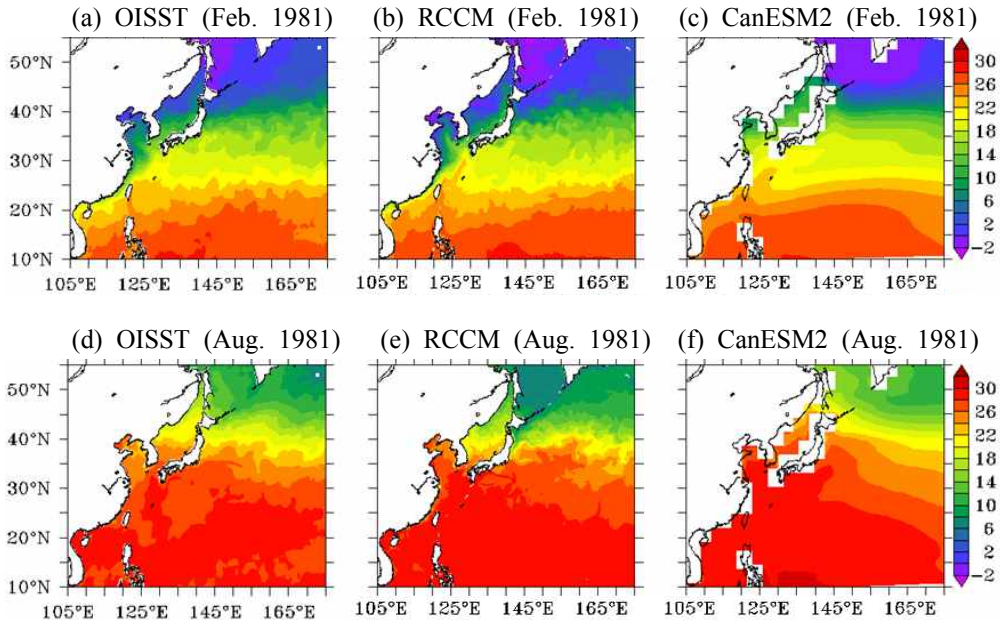 (a) OISST (Feb. 1981) (b) RCCM (Feb. 1981) (c) CanESM2 (Feb. 1981)
50°N
40°N
30°N
20°N
10°N
105°E 125°E 145°E 165°E 105°E 125°E 145°E 165°E 105°E 125°E 145°E 165°E
30
26
22
18
14
10
6
2
−2
(d) OISST (Aug. 1981) (e) RCCM (Aug. 1981) (f) CanESM2 (Aug. 1981)
50°N
40°N
30°N
20°N
10°N
105°E 125°E 145°E 165°E 105°E 125°E 145°E 165°E 105°E 125°E 145°E 165°E
30
26
22
18
14
10
6
2
−2